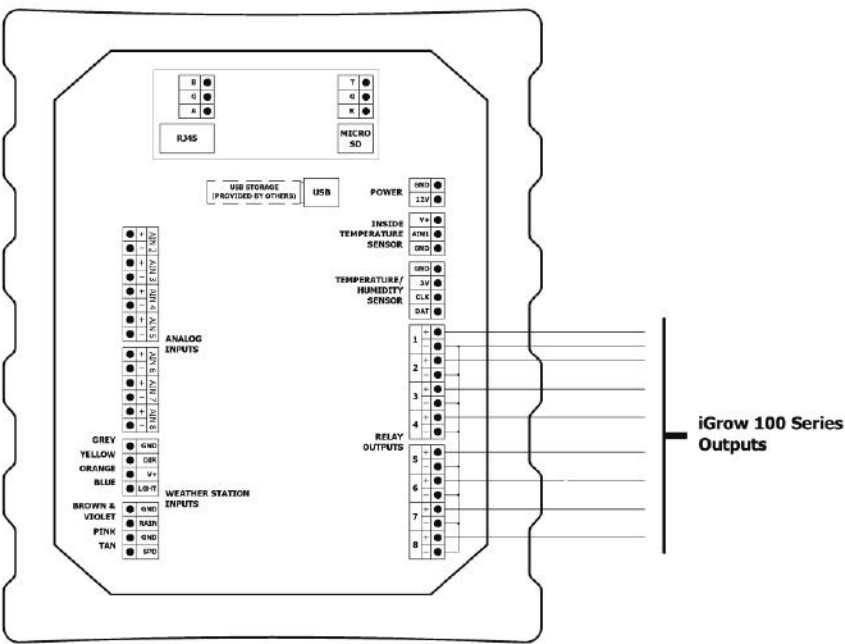 B
G
A
RJ45
T
G
R
MICRO
SD
USB STORAGE
(PROVIDED BY OTHERS)
USB
POWER
GND
12V
INSIDE
TEMPERATURE
SENSOR
V+
AIN1
GND
TEMPERATURE/
HUMIDITY
SENSOR
GND
3V
CLK
DAT
+ AIN 2
-
+ AIN 3
-
+ AIN 4
-
+ AIN 5
-
ANALOG
INPUTS
+ AIN 6
-
+ AIN 7
-
+ AIN 8
-
GREY
YELLOW
ORANGE
BLUE
GND
DIR
V+
LGHT
WEATHER STATION
INPUTS
BROWN &
VIOLET
PINK
TAN
GND
RAIN
GND
SPD
1 +
-
2 +
-
3 +
-
4 +
-
RELAY
OUTPUTS
5 +
-
6 +
-
7 +
-
8 +
-
iGrow 100 Series
Outputs